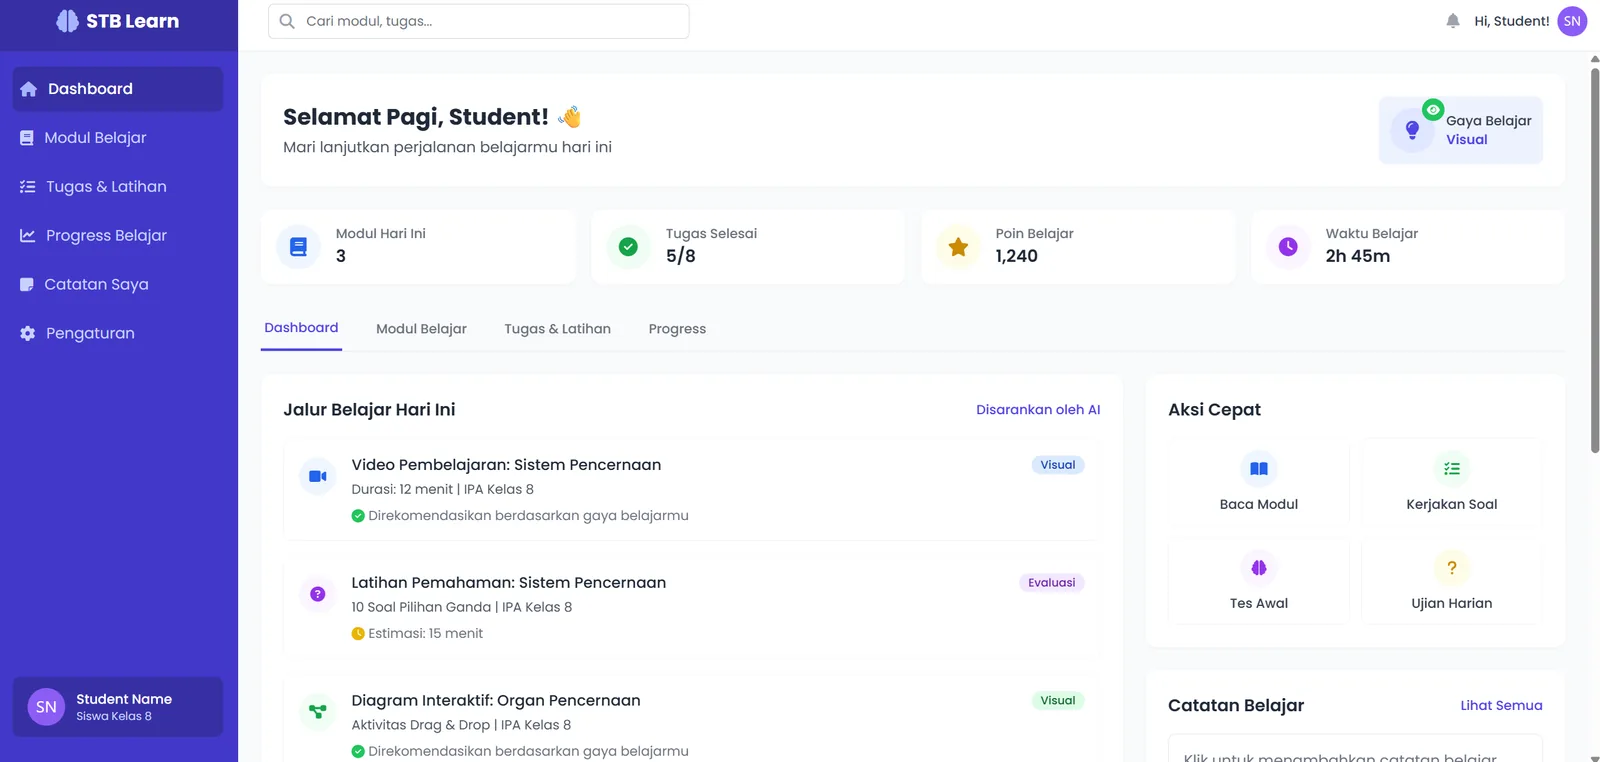 STB Learn
Cari modul, tugas...
Hi, Student!
SN
Dashboard
Modul Belajar
Tugas & Latihan
Progress Belajar
Catatan Saya
Pengaturan
SN
Student Name
Siswa Kelas 8
Selamat Pagi, Student! 👋
Mari lanjutkan perjalanan belajarmu hari ini
Gaya Belajar
Visual
Modul Hari Ini
3
Tugas Selesai
5/8
Poin Belajar
1,240
Waktu Belajar
2h 45m
Dashboard
Modul Belajar
Tugas & Latihan
Progress
Jalur Belajar Hari Ini
Disarankan oleh AI
Video Pembelajaran: Sistem Pencernaan
Visual
Durasi: 12 menit | IPA Kelas 8
Direkomendasikan berdasarkan gaya belajarmu
Latihan Pemahaman: Sistem Pencernaan
Evaluasi
10 Soal Pilihan Ganda | IPA Kelas 8
Estimasi: 15 menit
Diagram Interaktif: Organ Pencernaan
Visual
Aktivitas Drag & Drop | IPA Kelas 8
Direkomendasikan berdasarkan gaya belajarmu
Aksi Cepat
Baca Modul
Kerjakan Soal
Tes Awal
Ujian Harian
Catatan Belajar
Lihat Semua
Klik untuk menambahkan catatan belajar